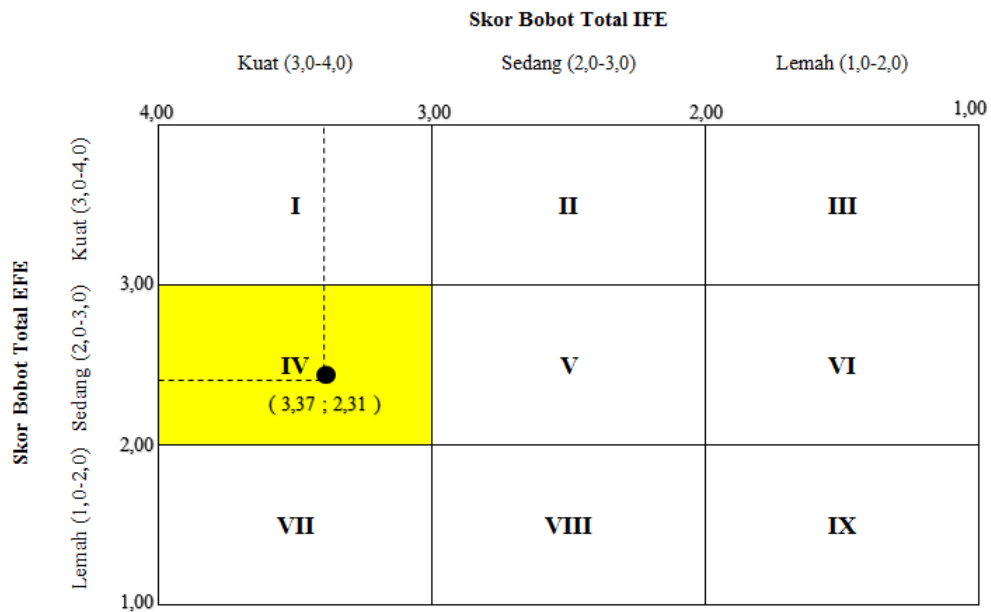 Skor Bobot Total IFE
Kuat (3,0-4,0)
Sedang (2,0-3,0)
Lemah (1,0-2,0)
4,00
3,00
2,00
1,00
Skor Bobot Total EFE
Kuat (3,0-4,0)
Sedang (2,0-3,0)
Lemah (1,0-2,0)
I
II
III
3,00
IV
V
VI
( 3,37 ; 2,31 )
2,00
VII
VIII
IX
1,00